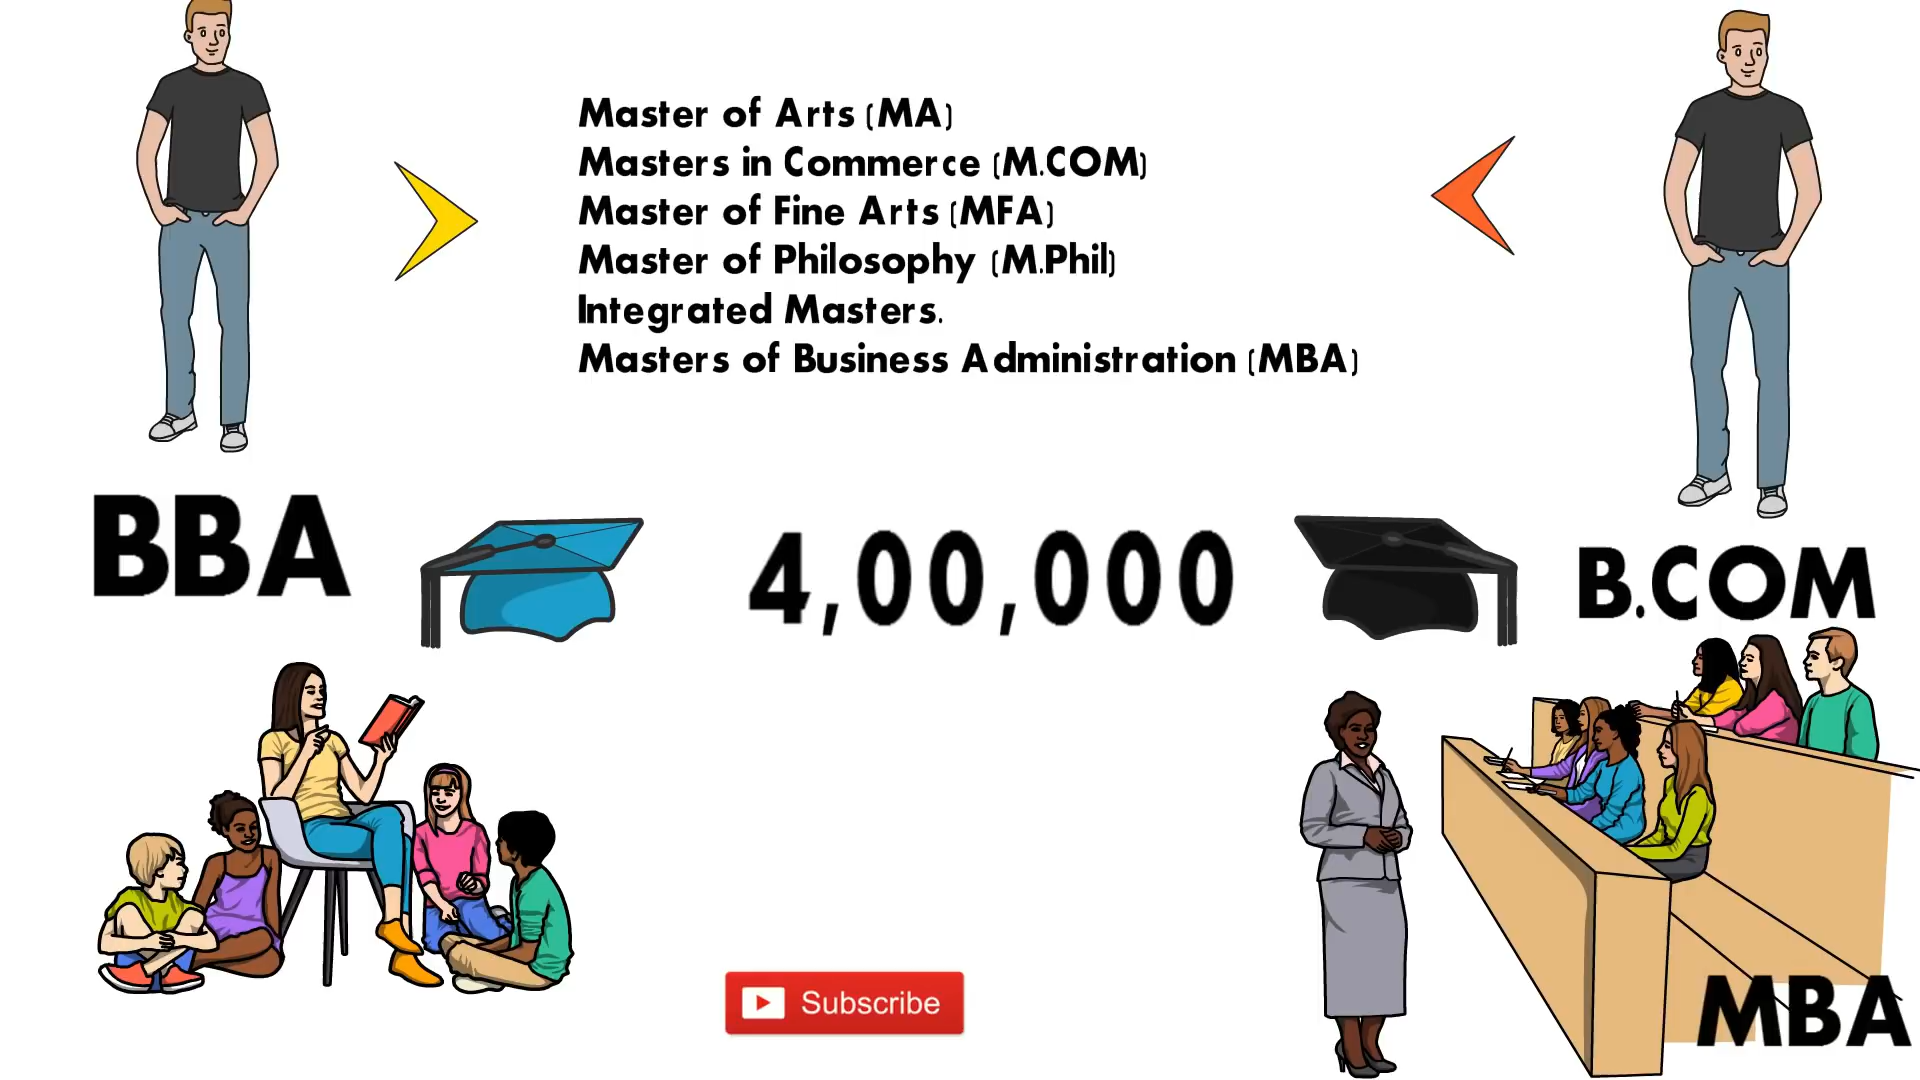 Master of Arts (MA)
Masters in Commerce (M.COM)
Master of Fine Arts (MFA)
Master of Philosophy (M.Phil)
Integrated Masters.
Masters of Business Administration (MBA)
BBA
4,00,000
B.COM
Subscribe
MBA